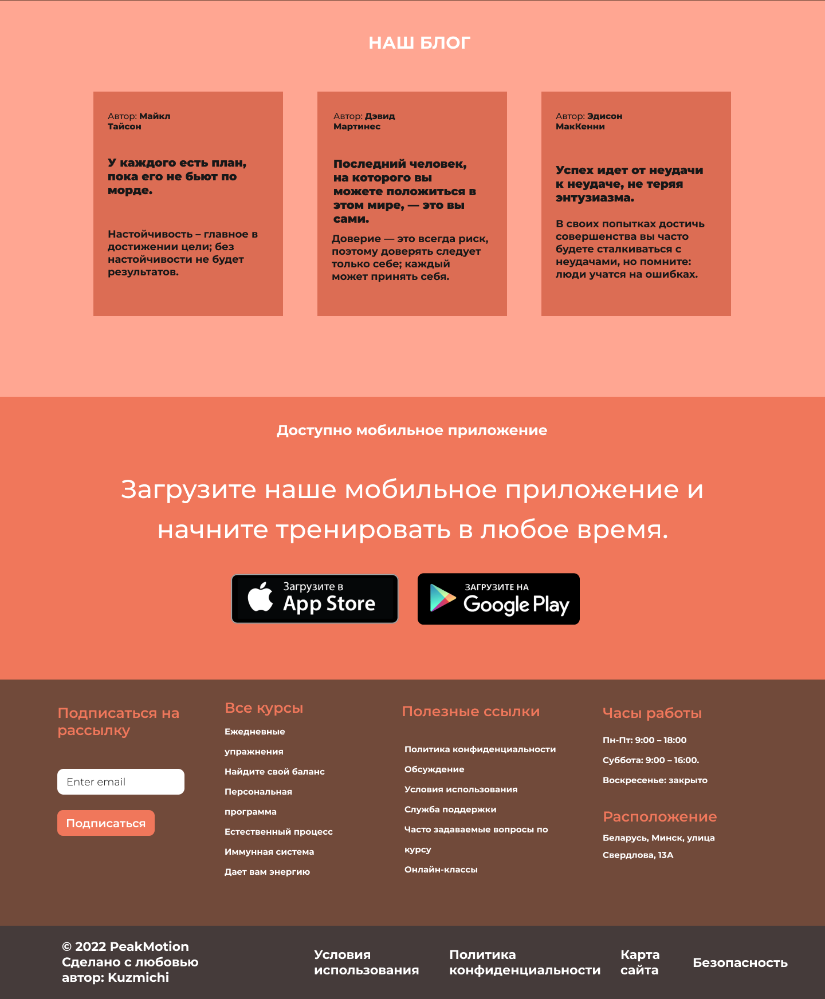 НАШ БЛОГ
Автор: Майкл
Тайсон
У каждого есть план,
пока его не бьют по
морде.
Настойчивость – главное в
достижении цели; без
настойчивости не будет
результатов.
Автор: Дэвид
Мартинес
Последний человек,
на которого вы
можете положиться в
этом мире, — это вы
сами.
Доверие — это всегда риск,
поэтому доверять следует
только себе; каждый
может принять себя.
Автор: Эдисон
МакКенни
Успех идет от неудачи
к неудаче, не теряя
энтузиазма.
В своих попытках достичь
совершенства вы часто
будете сталкиваться с
неудачами, но помните:
люди учатся на ошибках.
Доступно мобильное приложение
Загрузите наше мобильное приложение и
начните тренировать в любое время.
Загрузите в
App Store
ЗАГРУЗИТЕ НА
Google Play
Подписаться на
рассылку
Enter email
Подписаться
Все курсы
Ежедневные
упражнения
Найдите свой баланс
Персональная
программа
Естественный процесс
Иммунная система
Дает вам энергию
Полезные ссылки
Политика конфиденциальности
Обсуждение
Условия использования
Служба поддержки
Часто задаваемые вопросы по
курсу
Онлайн-классы
Часы работы
Пн-Пт: 9:00 – 18:00
Суббота: 9:00 – 16:00.
Воскресенье: закрыто
Расположение
Беларусь, Минск, улица
Свердлова, 13А
© 2022 PeakMotion
Сделано с любовью
автор: Kuzmichi
Условия
использования
Политика
конфиденциальности
Карта
сайта
Безопасность